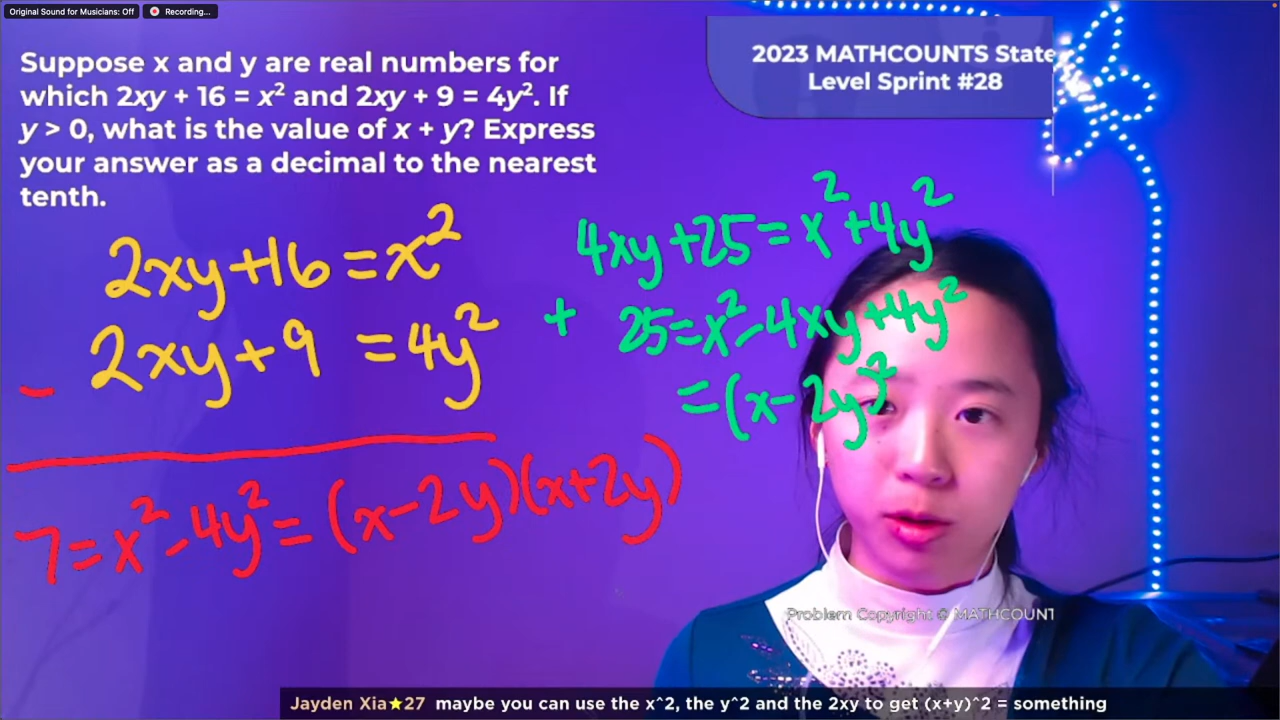 Original Sound for Musicians: Off
Recording...
Suppose x and y are real numbers for
which 2xy + 16 = x² and 2xy + 9 = 4y². If
y > 0, what is the value of x + y? Express
your answer as a decimal to the nearest
tenth.
2023 MATHCOUNTS State
Level Sprint #28
2xy+16=x²
2xy+9=4y²
-
7=x²-4y²=(x-2y)(x+2y)
+
4xy+25=x²+4y²
25=x²-4xy+4y²
=(x-2y)²
Problem Copyright © MATHCOUNT
Jayden Xia★27 maybe you can use the x^2, the y^2 and the 2xy to get (x+y)^2 = something